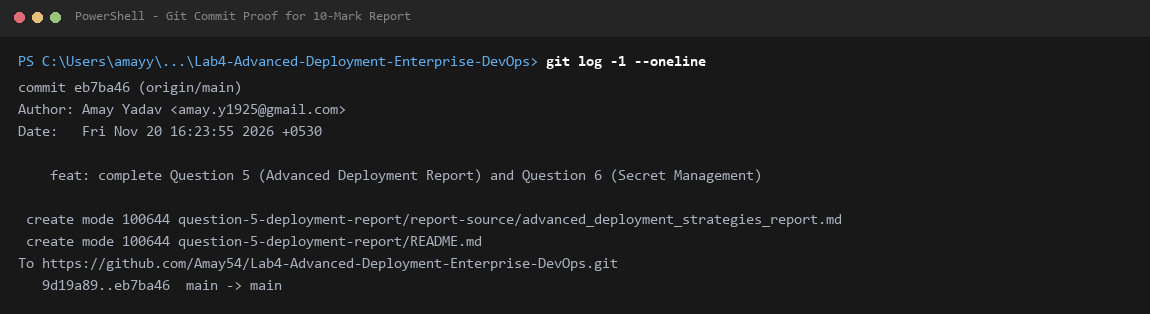 PowerShell - Git Commit Proof for 10-Mark Report
PS C:\Users\amayy\...\Lab4-Advanced-Deployment-Enterprise-DevOps> git log -1 --oneline
commit eb7ba46 (origin/main)
Author: Amay Yadav <amay.y1925@gmail.com>
Date:   Fri Nov 20 16:23:55 2026 +0530
feat: complete Question 5 (Advanced Deployment Report) and Question 6 (Secret Management)
create mode 100644 question-5-deployment-report/report-source/advanced_deployment_strategies_report.md
create mode 100644 question-5-deployment-report/README.md
To https://github.com/Amay54/Lab4-Advanced-Deployment-Enterprise-DevOps.git
9d19a89..eb7ba46  main -> main